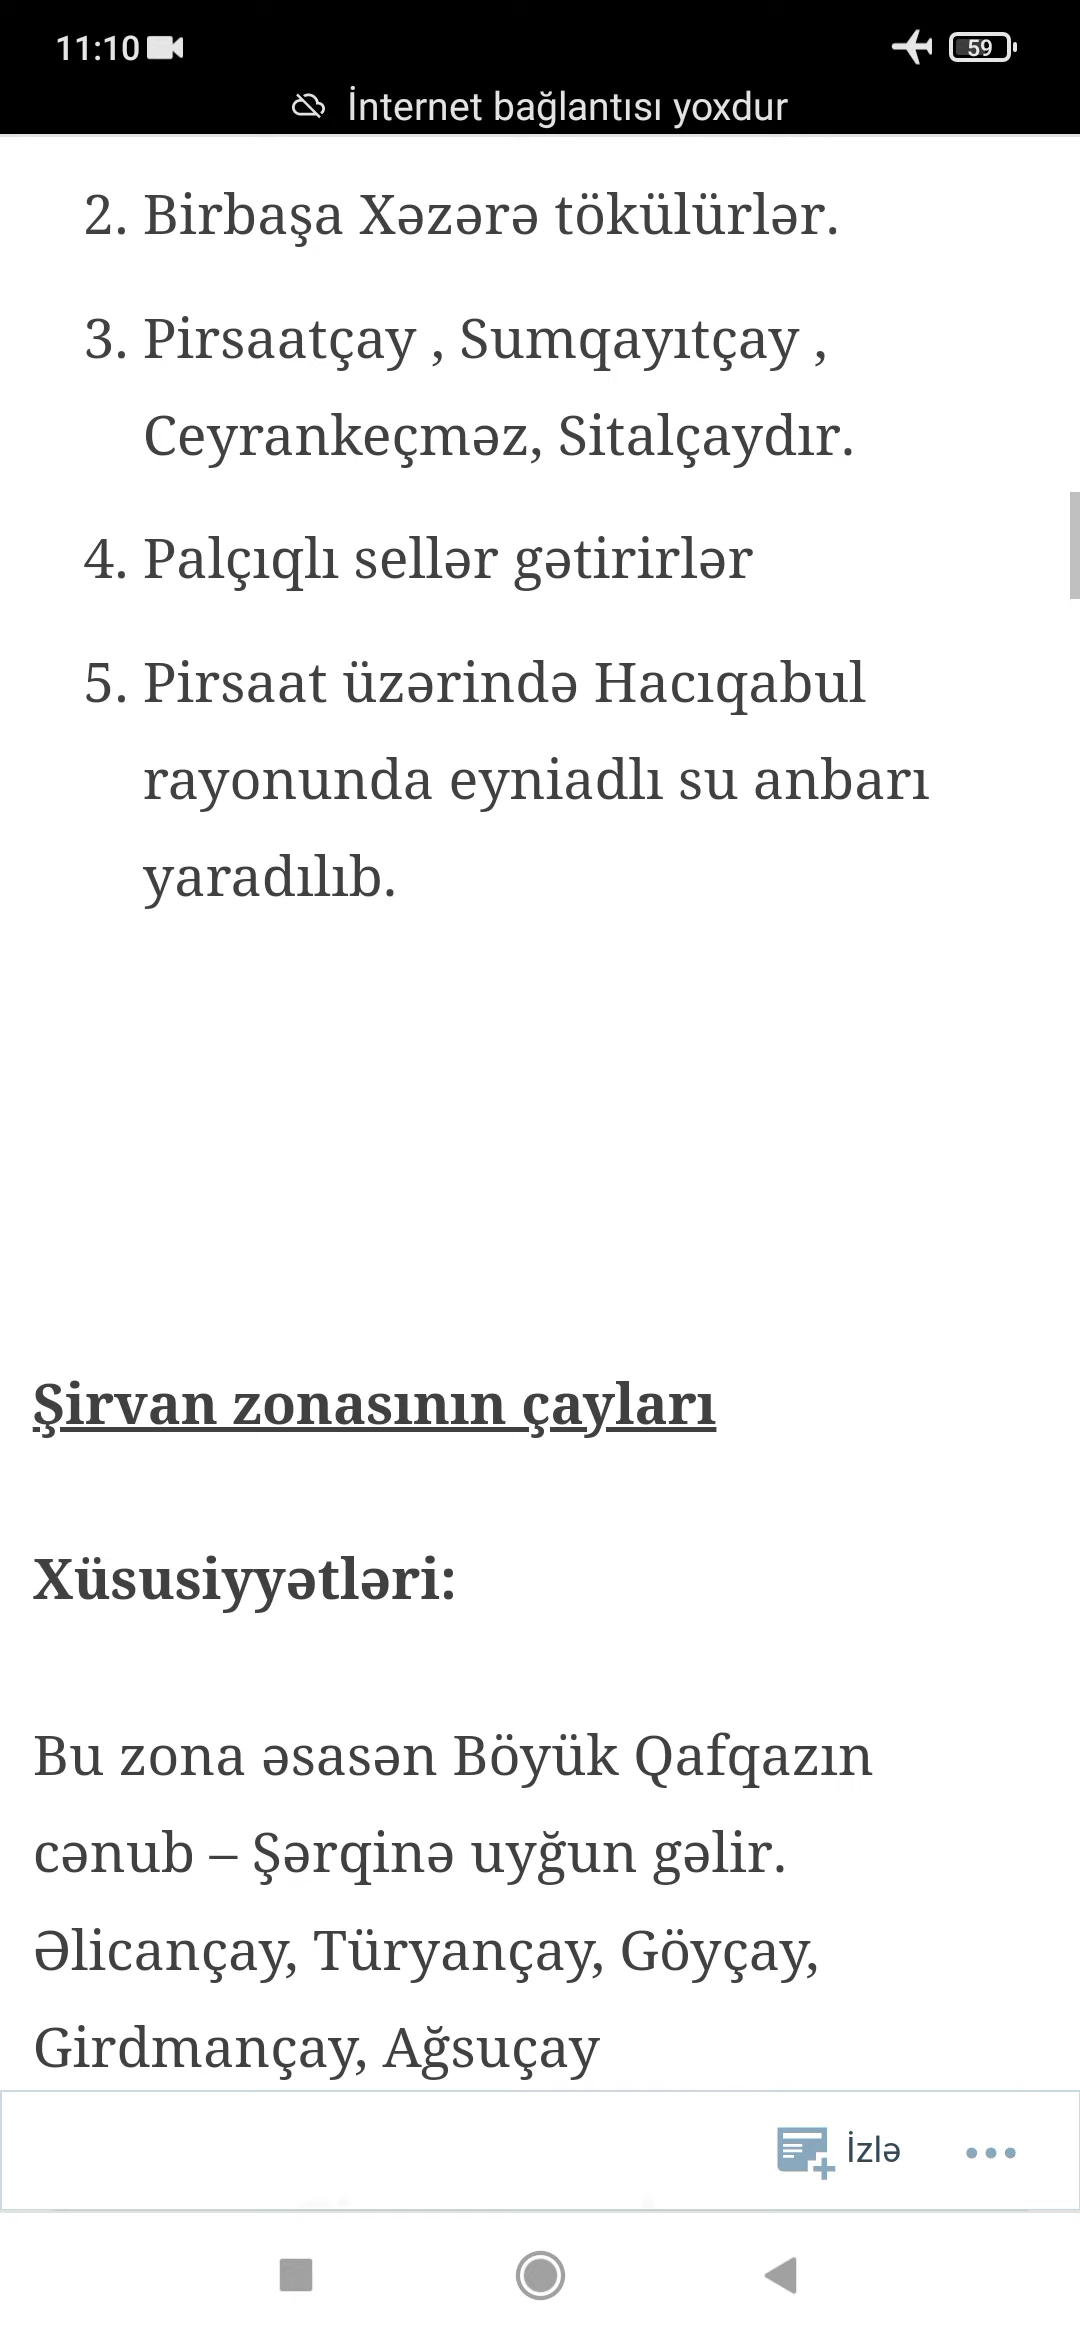 11:10
59
İnternet bağlantısı yoxdur
2. Birbaşa Xəzərə tökülürlər.
3. Pirsaatçay , Sumqayıtçay ,
Ceyrankeçməz, Sitalçaydır.
4. Palçıqlı sellər gətirirlər
5. Pirsaat üzərində Hacıqabul
rayonunda eyniadlı su anbarı
yaradılıb.
Şirvan zonasının çayları
Xüsusiyyətləri:
Bu zona əsasən Böyük Qafqazın
cənub – Şərqinə uyğun gəlir.
Əlicançay, Türyançay, Göyçay,
Girdmançay, Ağsuçay
İzlə